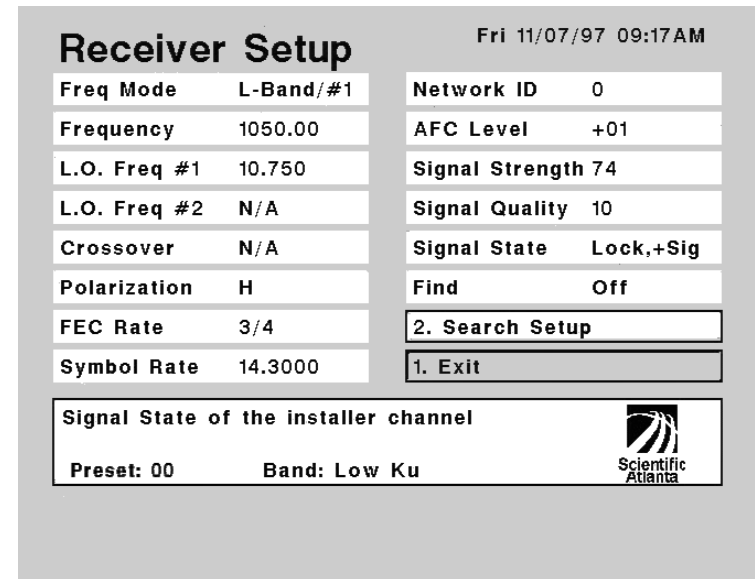 Receiver Setup
Fri 11/07/97 09:17AM
Freq Mode L-Band/#1
Frequency 1050.00
L.O. Freq #1 10.750
L.O. Freq #2 N/A
Crossover N/A
Polarization H
FEC Rate 3/4
Symbol Rate 14.3000
Network ID 0
AFC Level +01
Signal Strength 74
Signal Quality 10
Signal State Lock,+Sig
Find Off
2. Search Setup
1. Exit
Signal State of the installer channel
Preset: 00 Band: Low Ku
Scientific
Atlanta